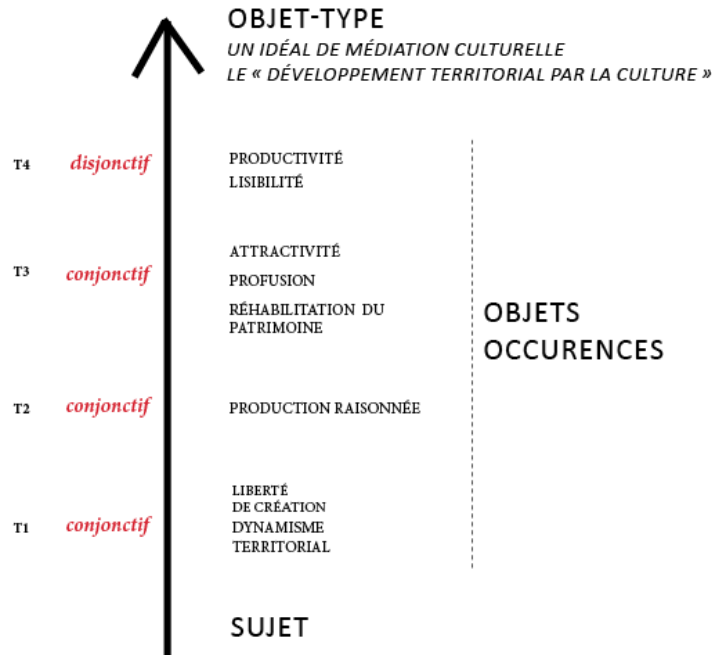 OBJET-TYPE
UN IDÉAL DE MÉDIATION CULTURELLE
LE « DÉVELOPPEMENT TERRITORIAL PAR LA CULTURE »
T4 disjonctif PRODUCTIVITÉ
LISIBILITÉ
T3 conjonctif ATTRACTIVITÉ
PROFUSION
RÉHABILITATION DU
PATRIMOINE
OBJETS
OCCURENCES
T2 conjonctif PRODUCTION RAISONNÉE
T1 conjonctif LIBERTÉ
DE CRÉATION
DYNAMISME
TERRITORIAL
SUJET